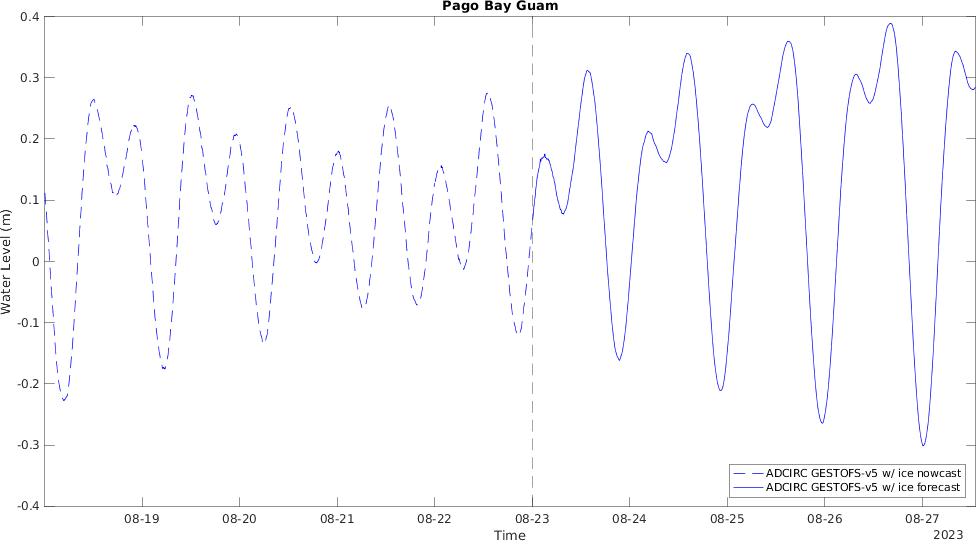 Pago Bay Guam
0.4
0.3
0.2
0.1
0
-0.1
-0.2
-0.3
-0.4
Water Level (m)
ADCIRC GESTOFS-v5 w/ ice nowcast
ADCIRC GESTOFS-v5 w/ ice forecast
08-19 08-20 08-21 08-22 08-23 08-24 08-25 08-26 08-27
Time
2023